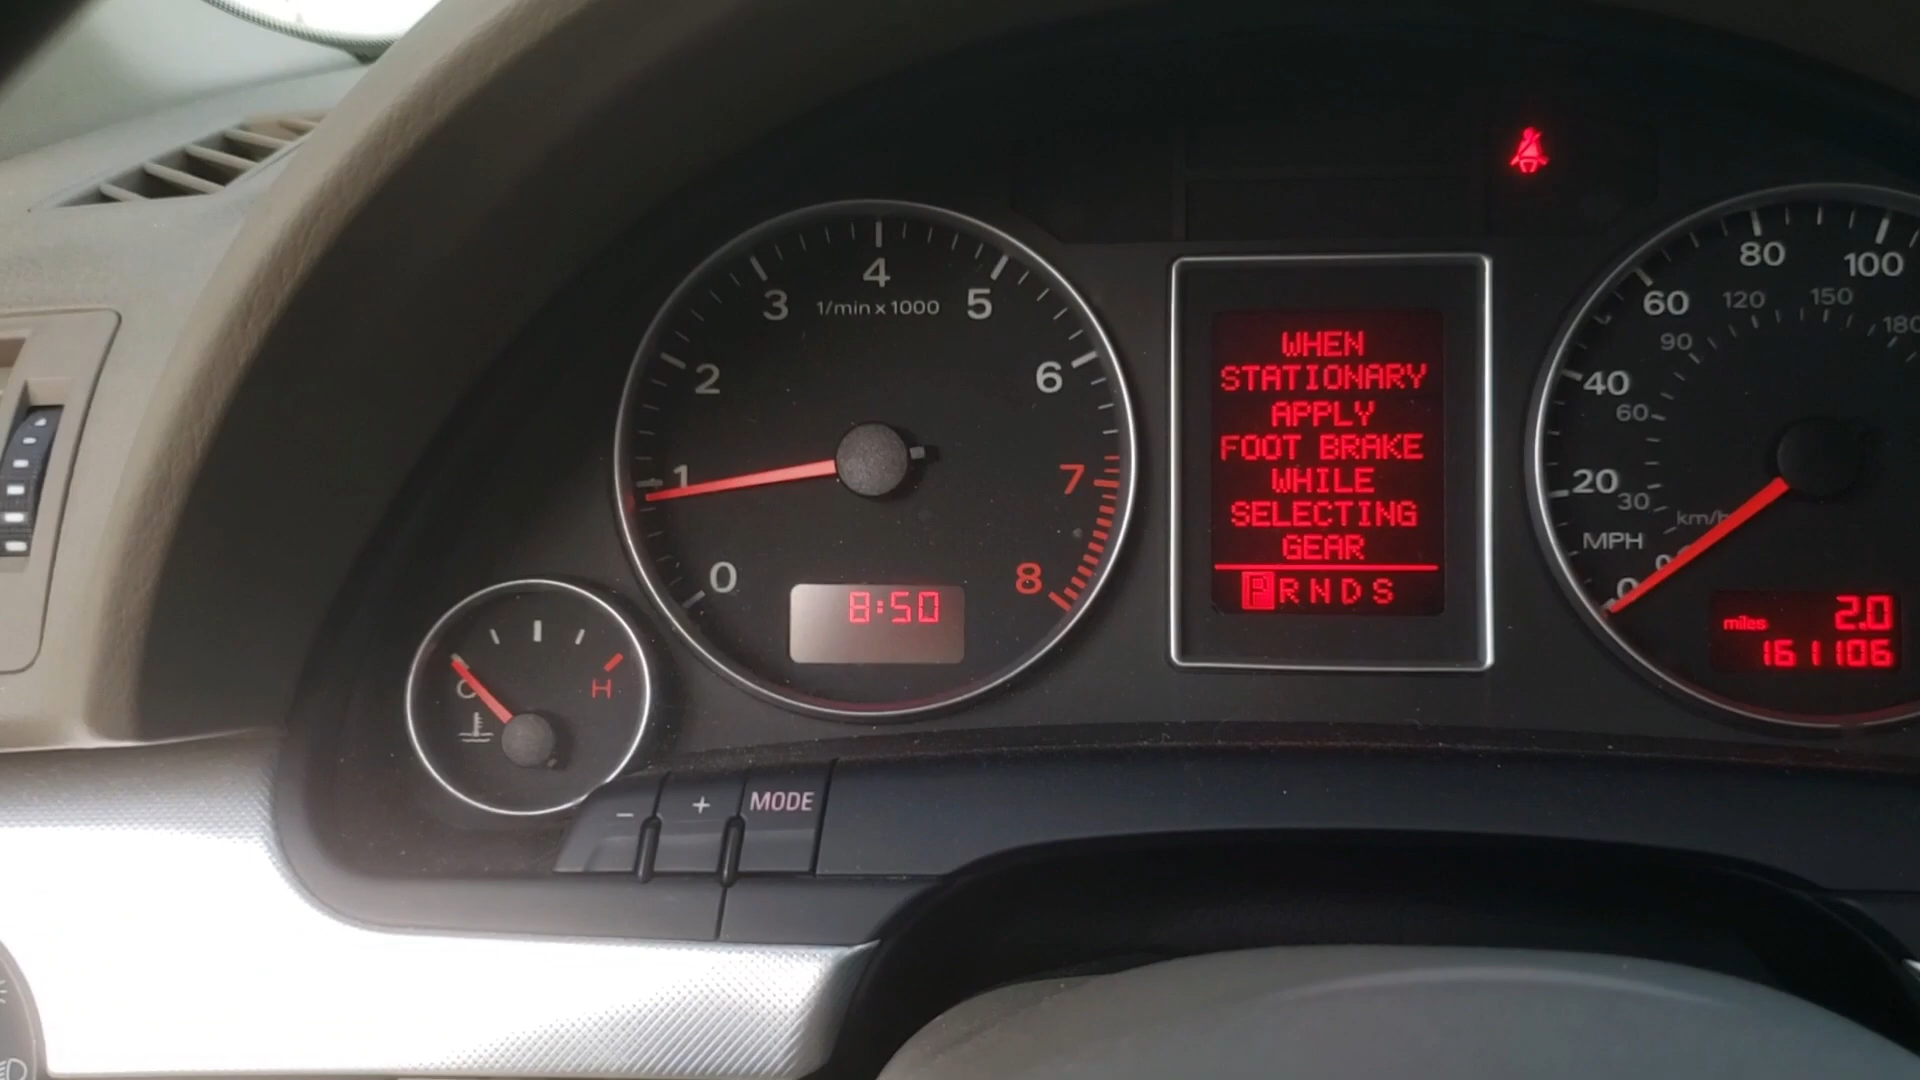 0
1
2
3
4
5
6
7
8
1/min x 1000
8:50
C
H
-
+
MODE
WHEN
STATIONARY
APPLY
FOOT BRAKE
WHILE
SELECTING
GEAR
P R N D S
0
20
40
60
80
100
MPH
0
30
60
90
120
150
180
km/h
miles 2.0
161106